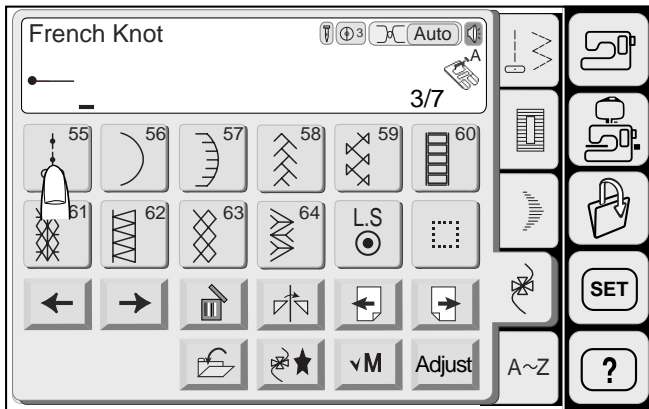 French Knot
3
Auto
A
3/7
55 56 57 58 59 60
61 62 63 64 L.S
SET
M Adjust A~Z ?